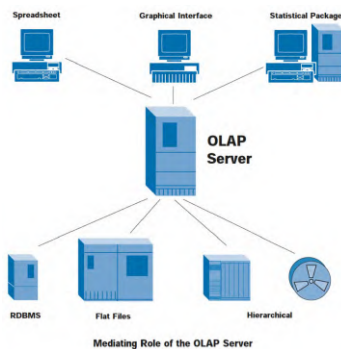 Spreadsheet
Graphical Interface
Statistical Package
OLAP
Server
RDBMS
Flat Files
Hierarchical
Mediating Role of the OLAP Server